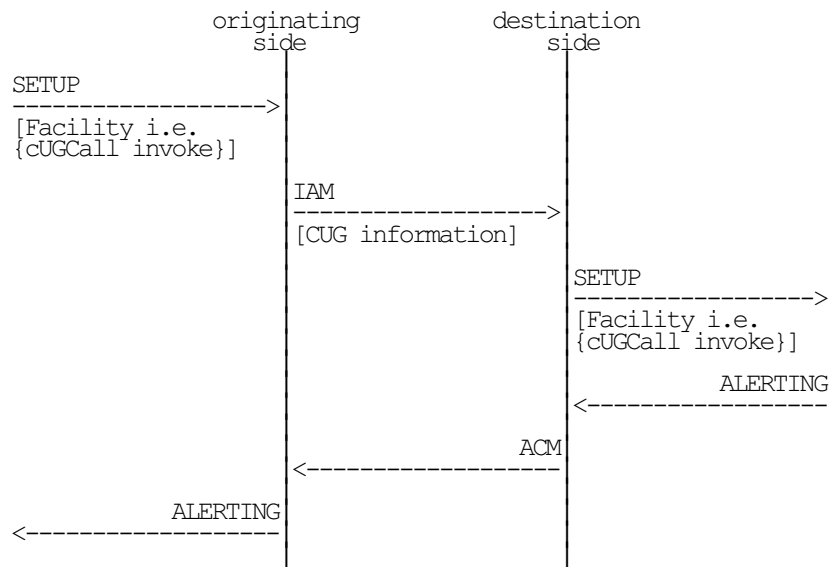 originating destination
side side
SETUP
[Facility i.e.
{cUGCall invoke}]
IAM
[CUG information]
SETUP
[Facility i.e.
{cUGCall invoke}]
ALERTING
ACM
ALERTING